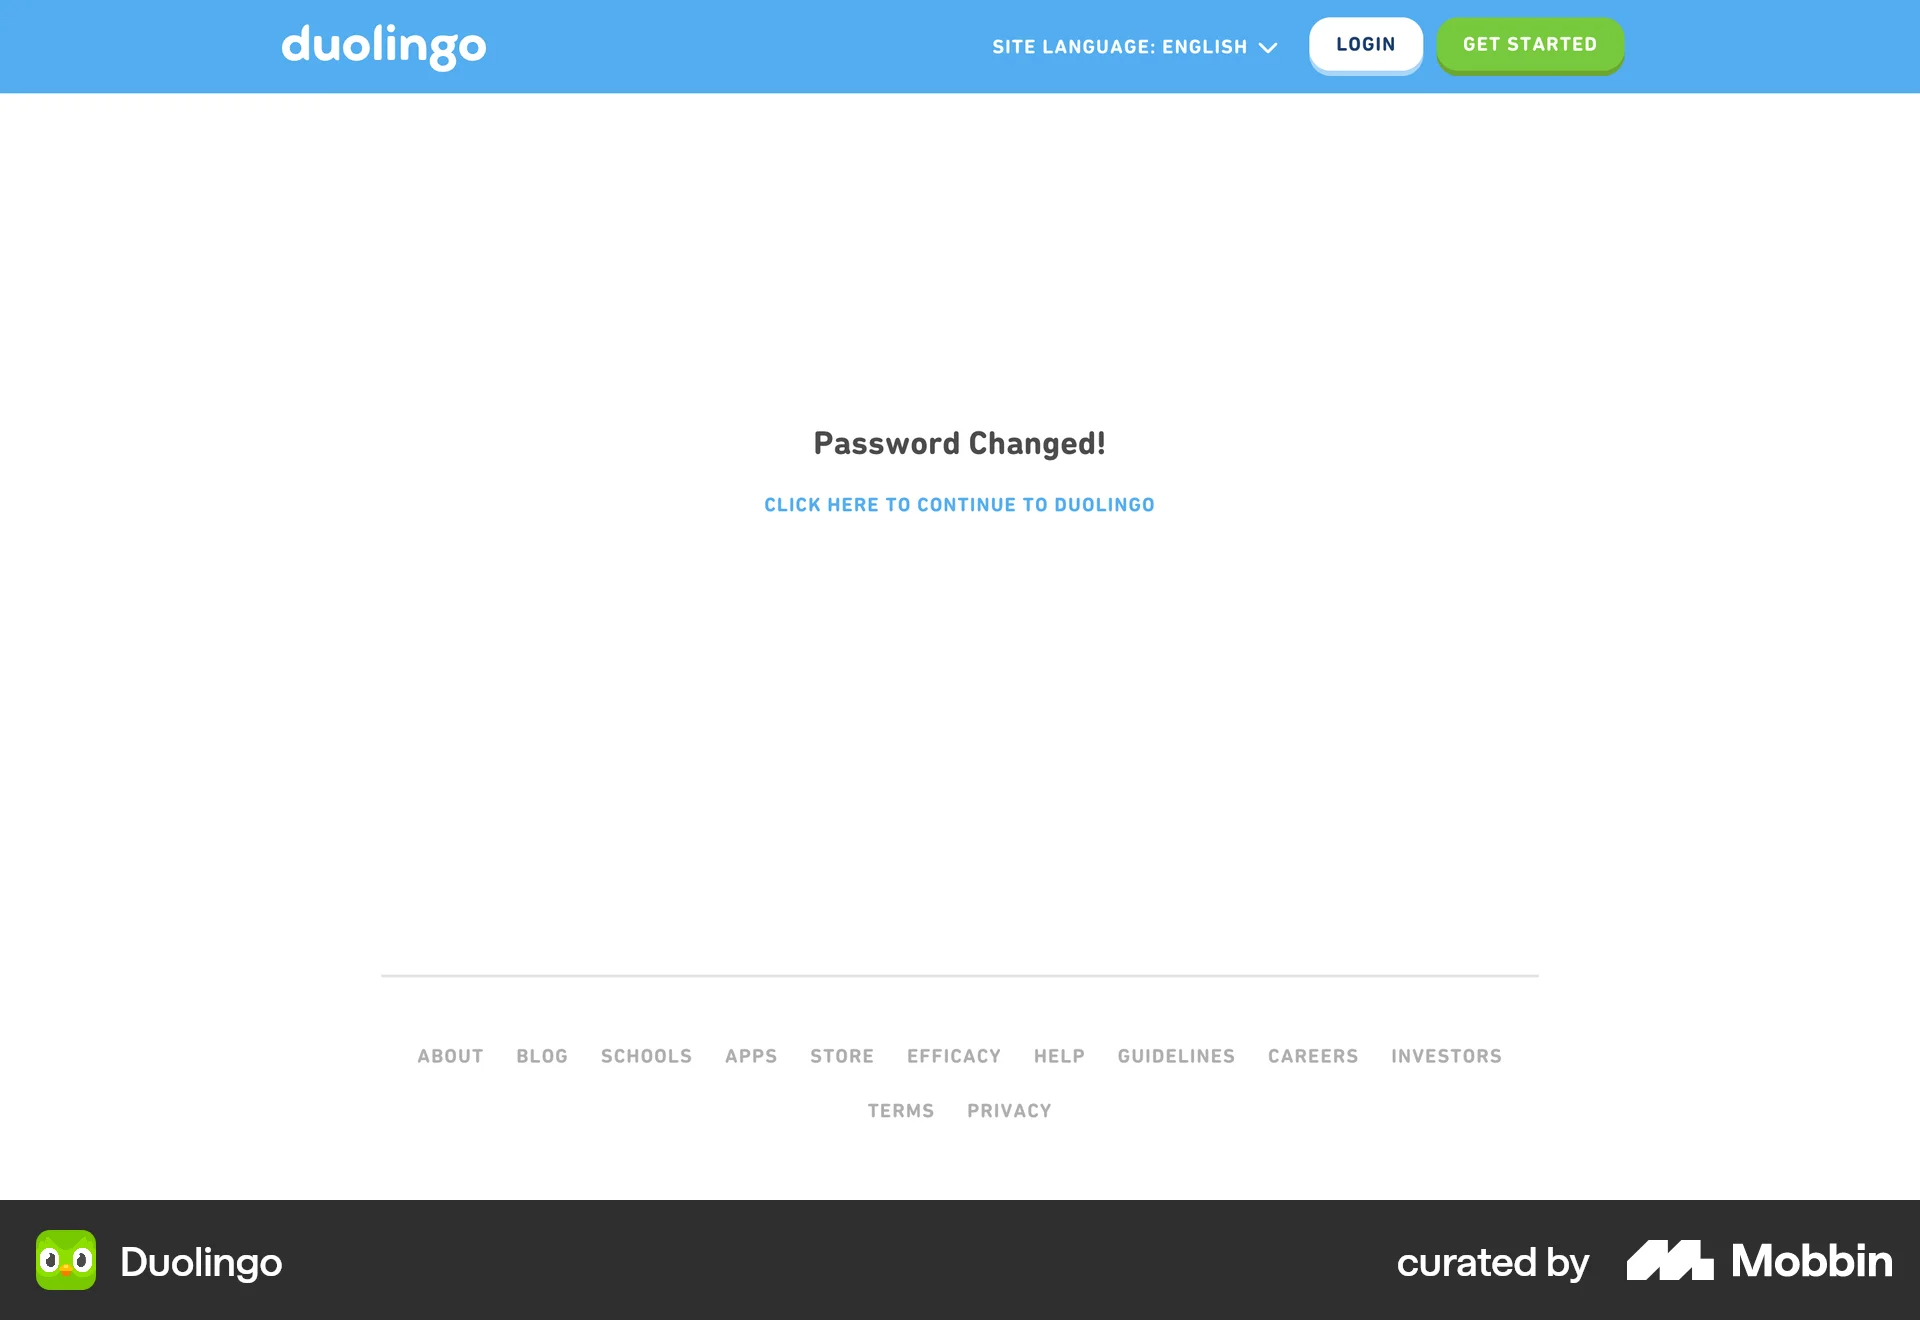 duolingo
SITE LANGUAGE: ENGLISH
LOGIN
GET STARTED
Password Changed!
CLICK HERE TO CONTINUE TO DUOLINGO
ABOUT BLOG SCHOOLS APPS STORE EFFICACY HELP GUIDELINES CAREERS INVESTORS
TERMS PRIVACY
Duolingo
curated by Mobbin